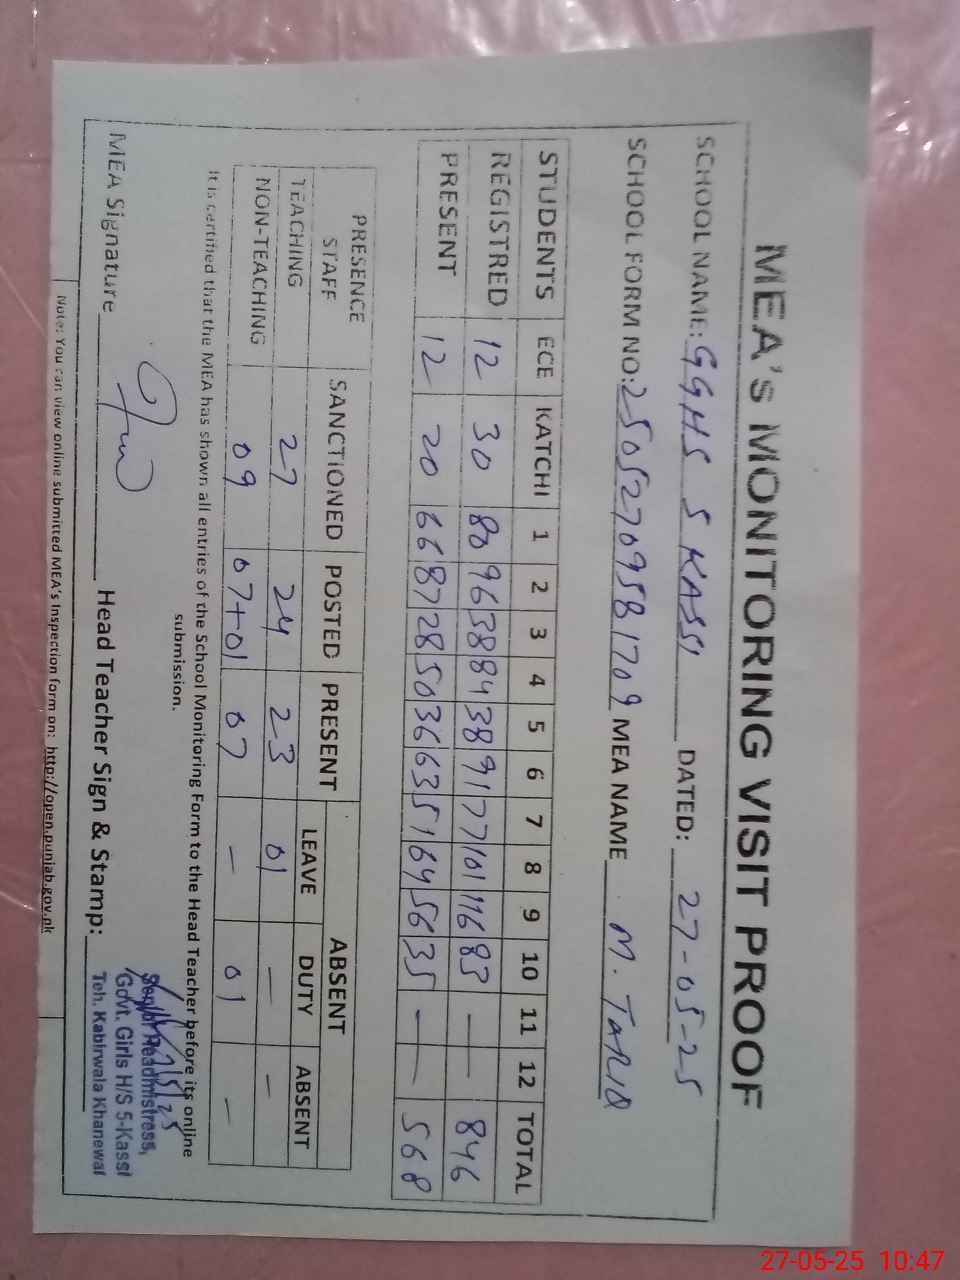 MEA's MONITORING VISIT PROOF
SCHOOL NAME: GGHS 5 KASSI DATED: 27-05-25
SCHOOL FORM NO: 25052709581709 MEA NAME M. TARIQ
STUDENTS ECE KATCHI 1 2 3 4 5 6 7 8 9 10 11 12 TOTAL
REGISTRED 12 30 80 96 38 84 38 91 77 101 116 83 — — 846
PRESENT 12 20 66 87 28 50 36 63 51 64 56 35 — — 568
PRESENCE STAFF SANCTIONED POSTED PRESENT ABSENT
LEAVE DUTY ABSENT
TEACHING 27 24 23 01 — —
NON-TEACHING 09 07+01 07 — 01 —
It is certified that the MEA has shown all entries of the School Monitoring Form to the Head Teacher before its online
submission.
MEA Signature Head Teacher Sign & Stamp:
Senior Headmistress,
Govt. Girls H/S 5-Kassi
Teh. Kabirwala Khanewal
Note: You can view online submitted MEA's Inspection form on: http://open.punjab.gov.pk
27-05-25 10:47